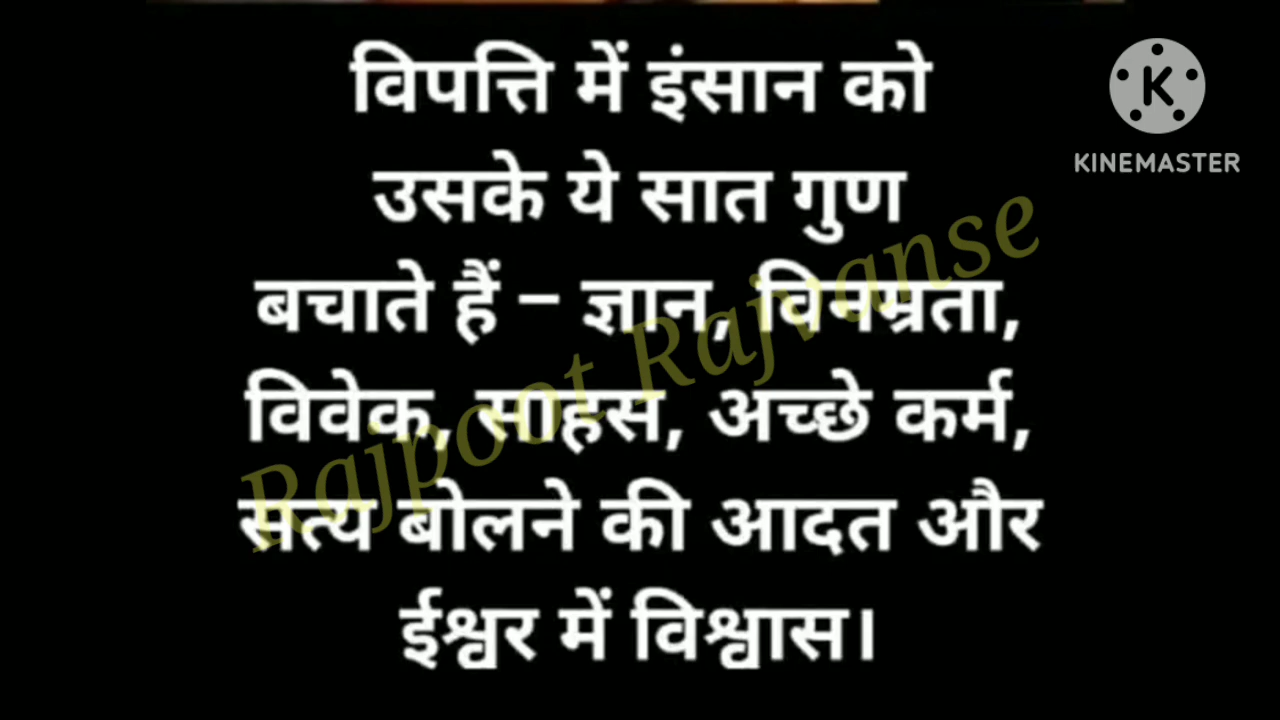 विपत्ति में इंसान को
उसके ये सात गुण
बचाते हैं – ज्ञान, विनम्रता,
विवेक, साहस, अच्छे कर्म,
सत्य बोलने की आदत और
ईश्वर में विश्वास।
K
KINEMASTER
Rajpoot Rajvanse